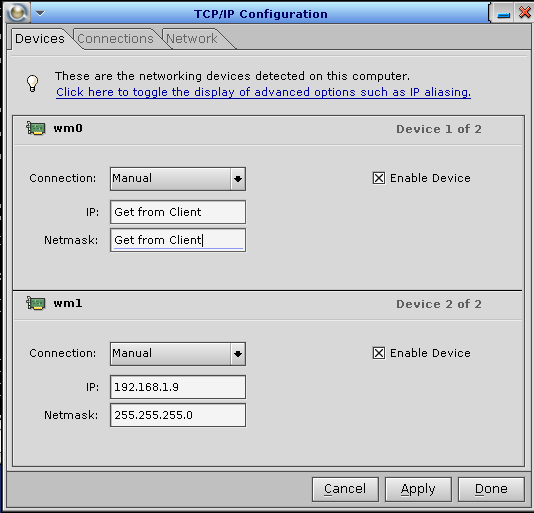 TCP/IP Configuration
Devices Connections Network
These are the networking devices detected on this computer.
Click here to toggle the display of advanced options such as IP aliasing.
wm0 Device 1 of 2
Connection: Manual Enable Device
IP: Get from Client
Netmask: Get from Client
wm1 Device 2 of 2
Connection: Manual Enable Device
IP: 192.168.1.9
Netmask: 255.255.255.0
Cancel Apply Done